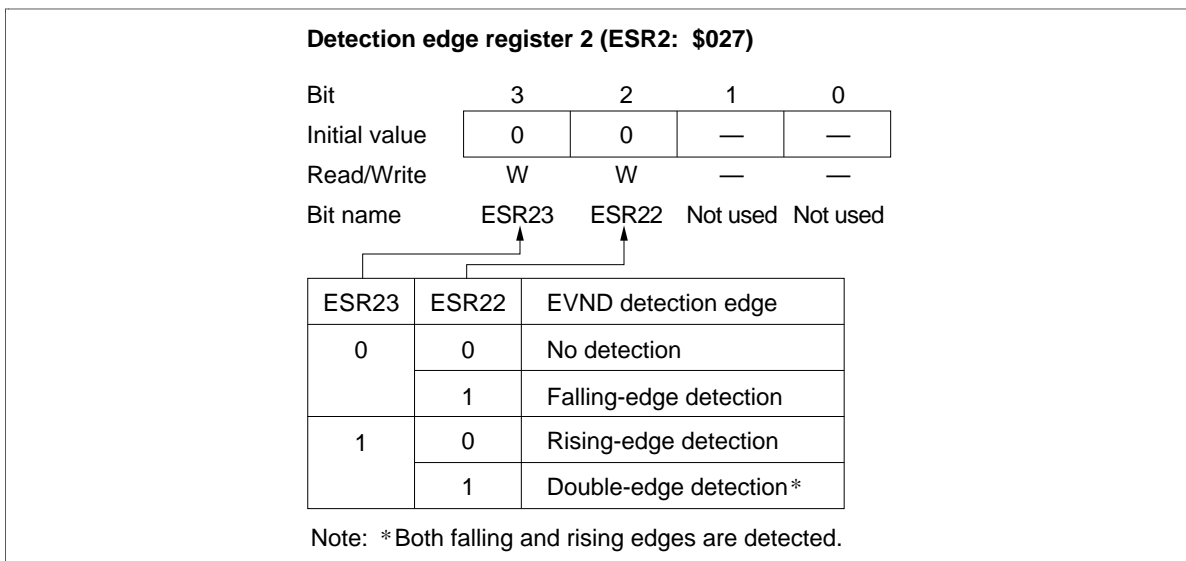 Detection edge register 2 (ESR2: $027)
Bit 3 2 1 0
Initial value 0 0 — —
Read/Write W W — —
Bit name ESR23 ESR22 Not used Not used
ESR23 ESR22 EVND detection edge
0 0 No detection
1 Falling-edge detection
1 0 Rising-edge detection
1 Double-edge detection*
Note: *Both falling and rising edges are detected.